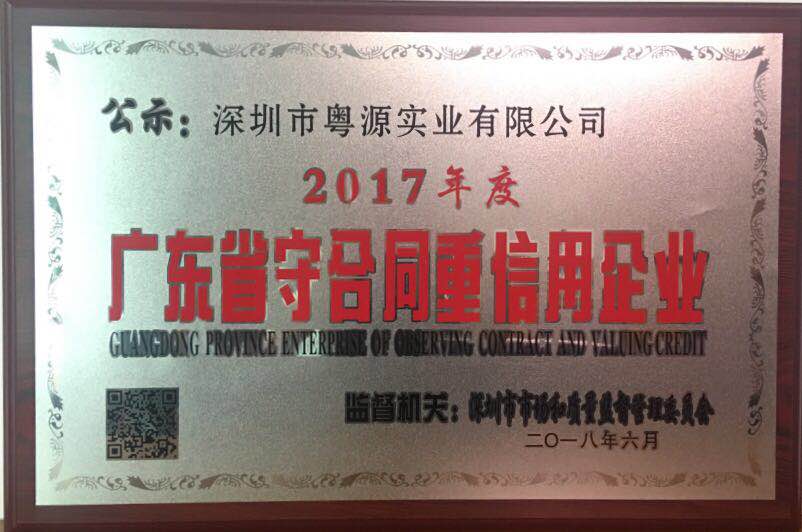 公示：深圳市粤源实业有限公司
2017年度
广东省守合同重信用企业
GUANGDONG PROVINCE ENTERPRISE OF OBSERVING CONTRACT AND VALUING CREDIT
监督机关：深圳市市场和质量监督管理委员会
二〇一八年六月